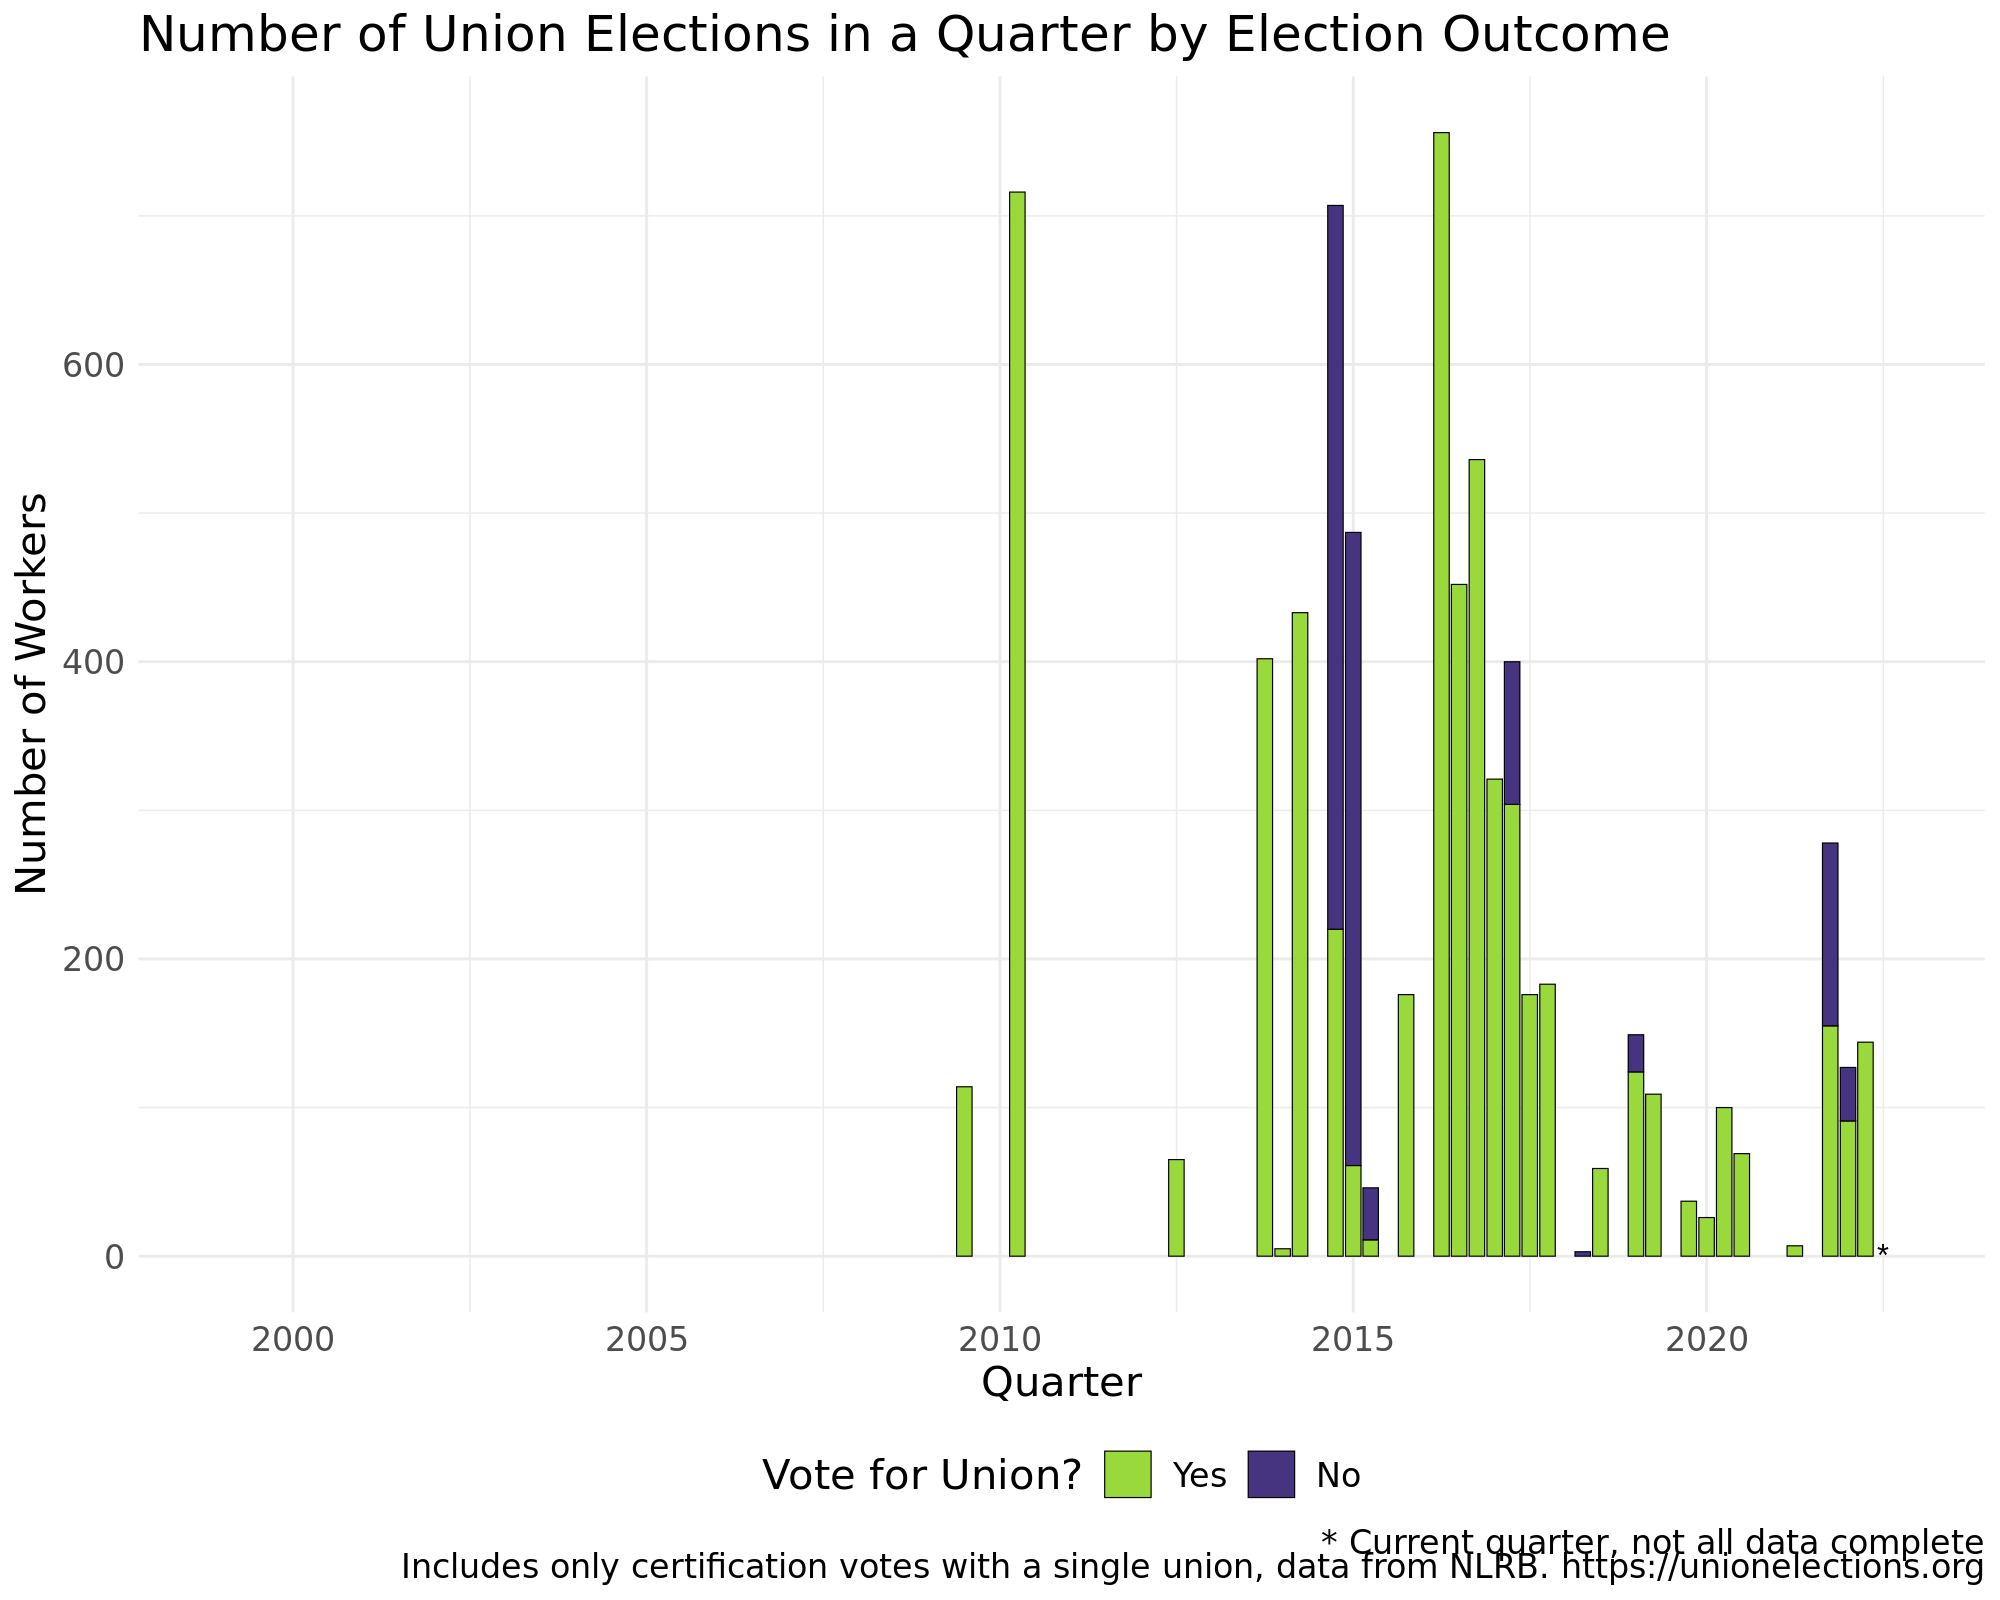 Number of Union Elections in a Quarter by Election Outcome
Number of Workers
600
400
200
0
*
2000 2005 2010 2015 2020
Quarter
Vote for Union? Yes No
* Current quarter, not all data complete
Includes only certification votes with a single union, data from NLRB. https://unionelections.org